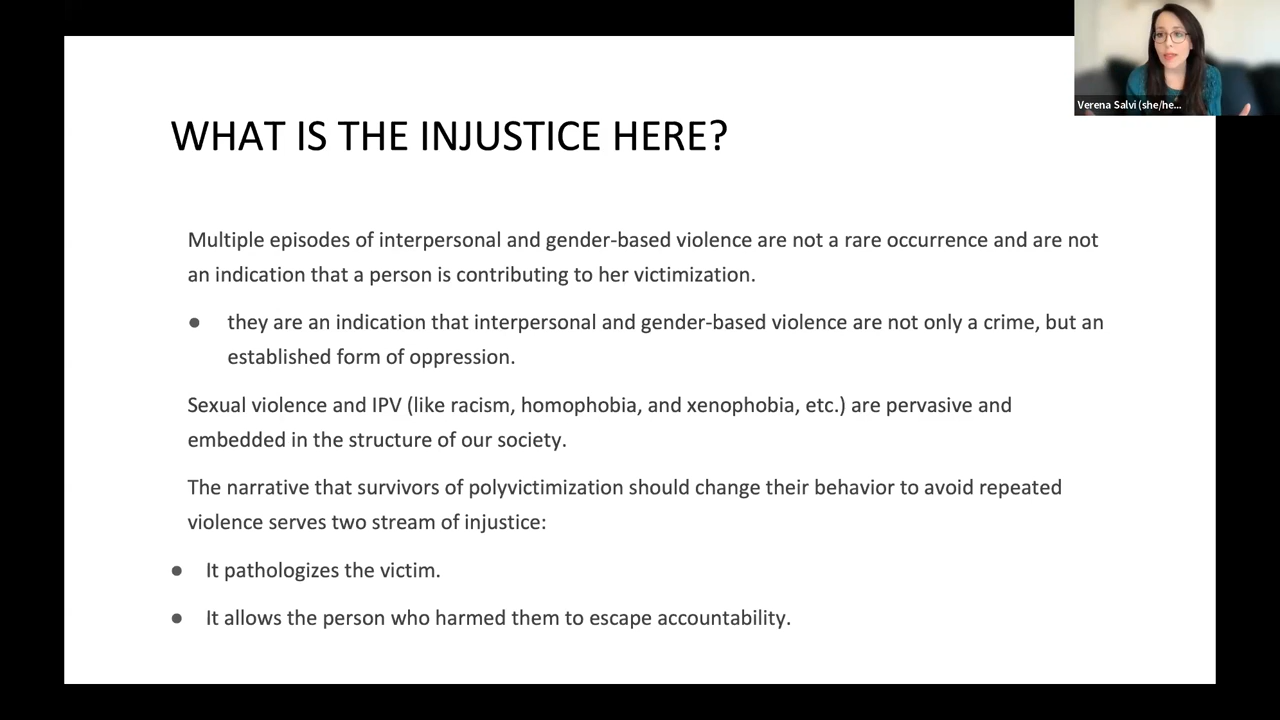 Verena Salvi (she/he...
WHAT IS THE INJUSTICE HERE?
Multiple episodes of interpersonal and gender-based violence are not a rare occurrence and are not
an indication that a person is contributing to her victimization.
● they are an indication that interpersonal and gender-based violence are not only a crime, but an
established form of oppression.
Sexual violence and IPV (like racism, homophobia, and xenophobia, etc.) are pervasive and
embedded in the structure of our society.
The narrative that survivors of polyvictimization should change their behavior to avoid repeated
violence serves two stream of injustice:
● It pathologizes the victim.
● It allows the person who harmed them to escape accountability.